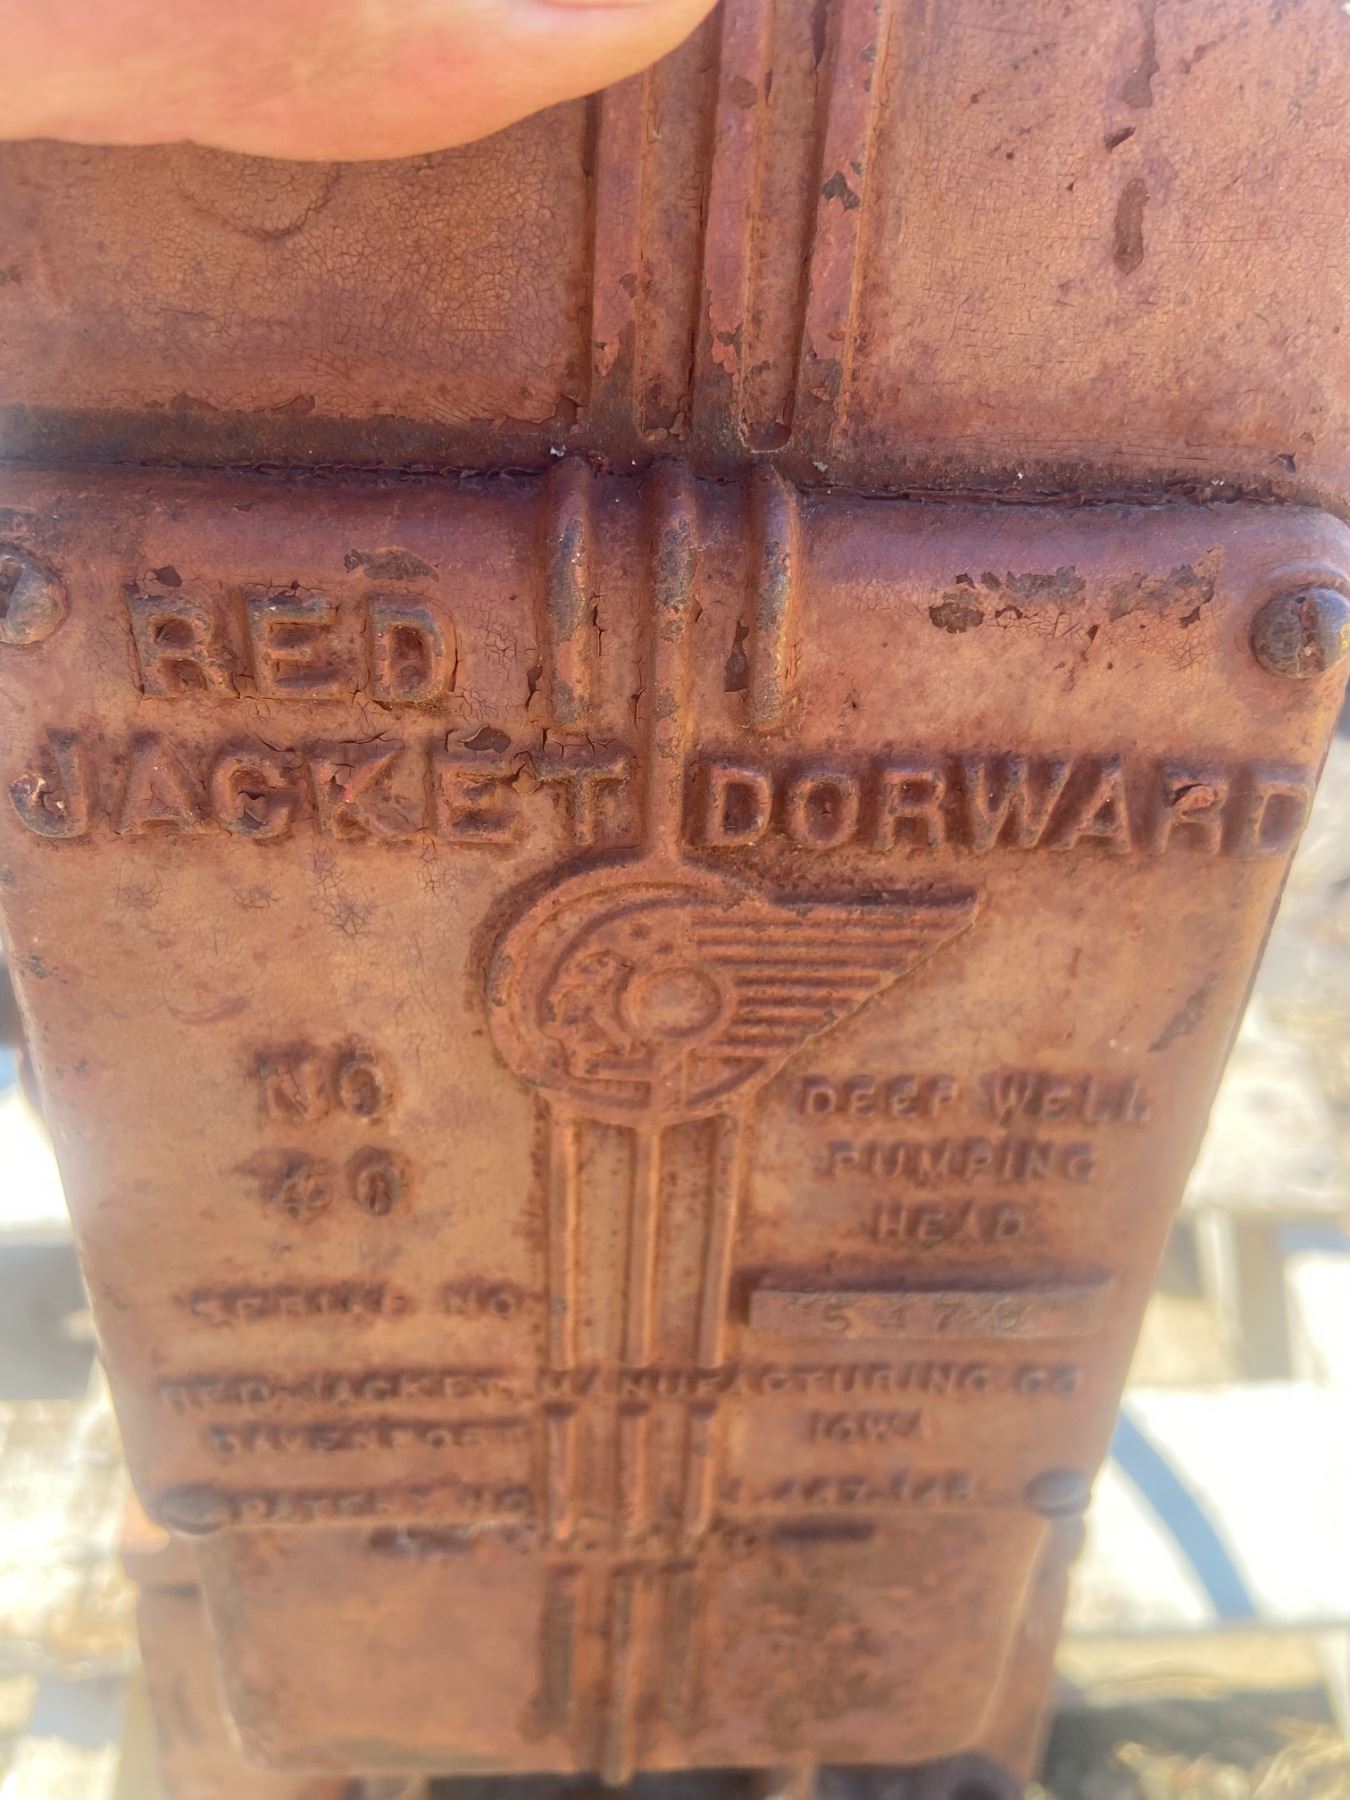 RED
JACKET DORWARD
NO
40
DEEP WELL
PUMPING
HEAD
SERIAL NO.
RED JACKET MANUFACTURING CO
DAVENPORT IOWA
PATENT NO